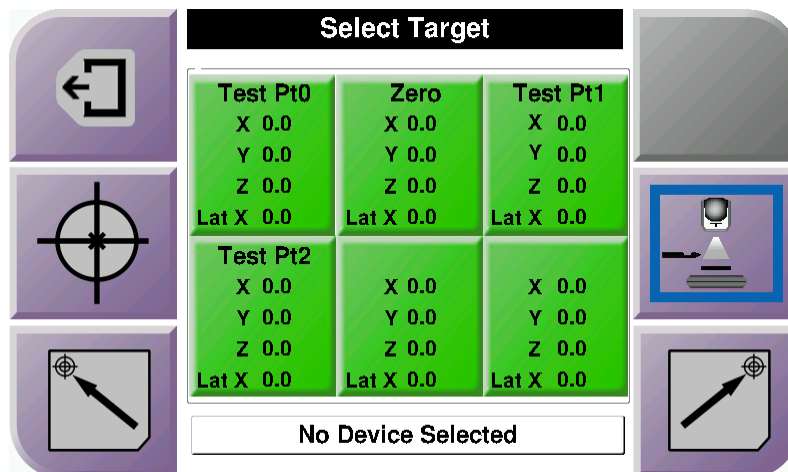 Select Target
Test Pt0 Zero Test Pt1
X 0.0 X 0.0 X 0.0
Y 0.0 Y 0.0 Y 0.0
Z 0.0 Z 0.0 Z 0.0
Lat X 0.0 Lat X 0.0 Lat X 0.0
Test Pt2
X 0.0 X 0.0 X 0.0
Y 0.0 Y 0.0 Y 0.0
Z 0.0 Z 0.0 Z 0.0
Lat X 0.0 Lat X 0.0 Lat X 0.0
No Device Selected